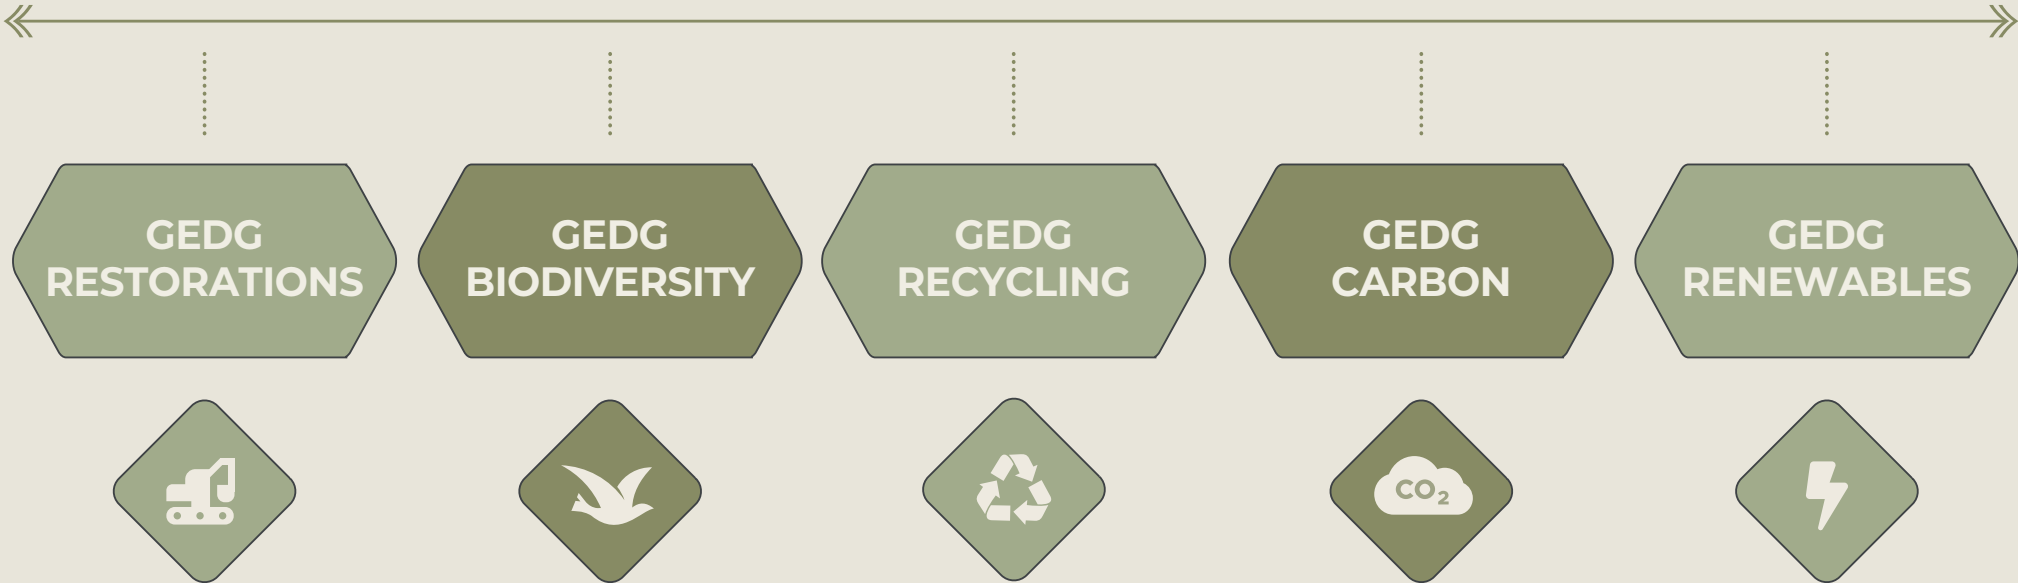 GEDG
RESTORATIONS
GEDG
BIODIVERSITY
GEDG
RECYCLING
GEDG
CARBON
GEDG
RENEWABLES
CO₂